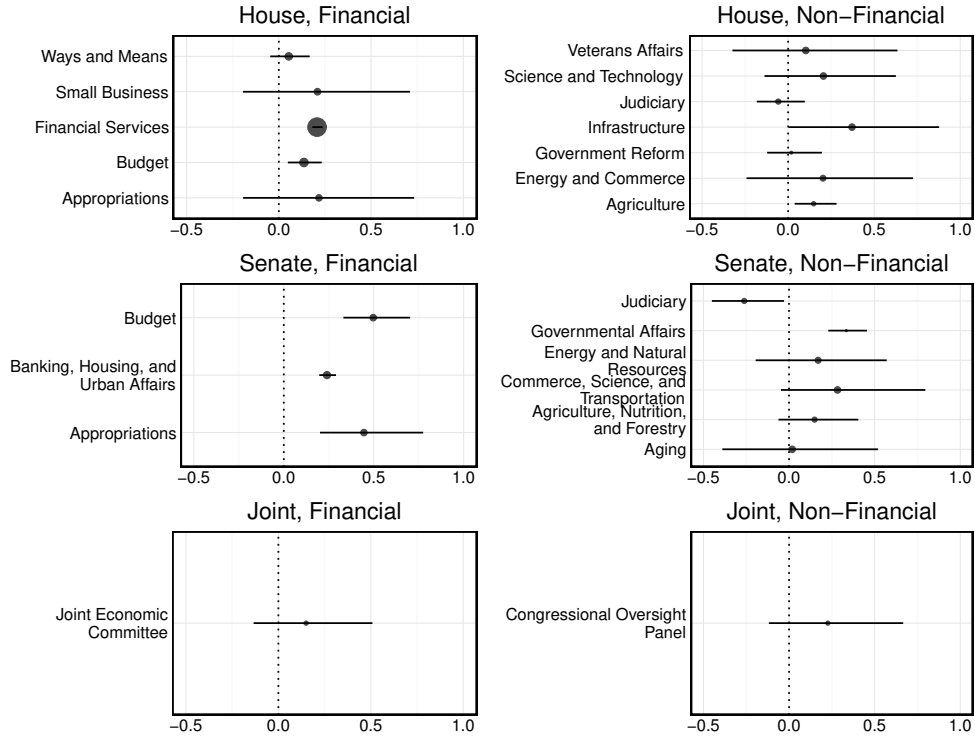 House, Financial
Ways and Means
Small Business
Financial Services
Budget
Appropriations
−0.5 0.0 0.5 1.0
House, Non−Financial
Veterans Affairs
Science and Technology
Judiciary
Infrastructure
Government Reform
Energy and Commerce
Agriculture
−0.5 0.0 0.5 1.0
Senate, Financial
Budget
Banking, Housing, and
Urban Affairs
Appropriations
−0.5 0.0 0.5 1.0
Senate, Non−Financial
Judiciary
Governmental Affairs
Energy and Natural
Resources
Commerce, Science, and
Transportation
Agriculture, Nutrition,
and Forestry
Aging
−0.5 0.0 0.5 1.0
Joint, Financial
Joint Economic
Committee
−0.5 0.0 0.5 1.0
Joint, Non−Financial
Congressional Oversight
Panel
−0.5 0.0 0.5 1.0